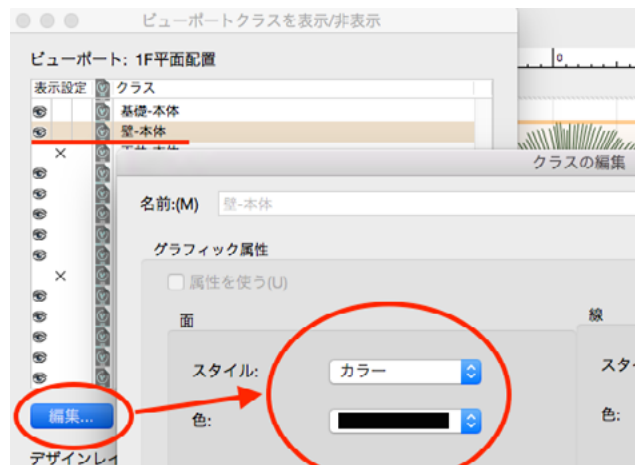 ビューポートクラスを表示/非表示
ビューポート: 1F平面配置
表示設定 クラス
基礎-本体
壁-本体
クラスの編集
名前:(M) 壁-本体
グラフィック属性
属性を使う(U)
面
線
スタイル: カラー
スタ
色:
色:
編集...
デザインレイ